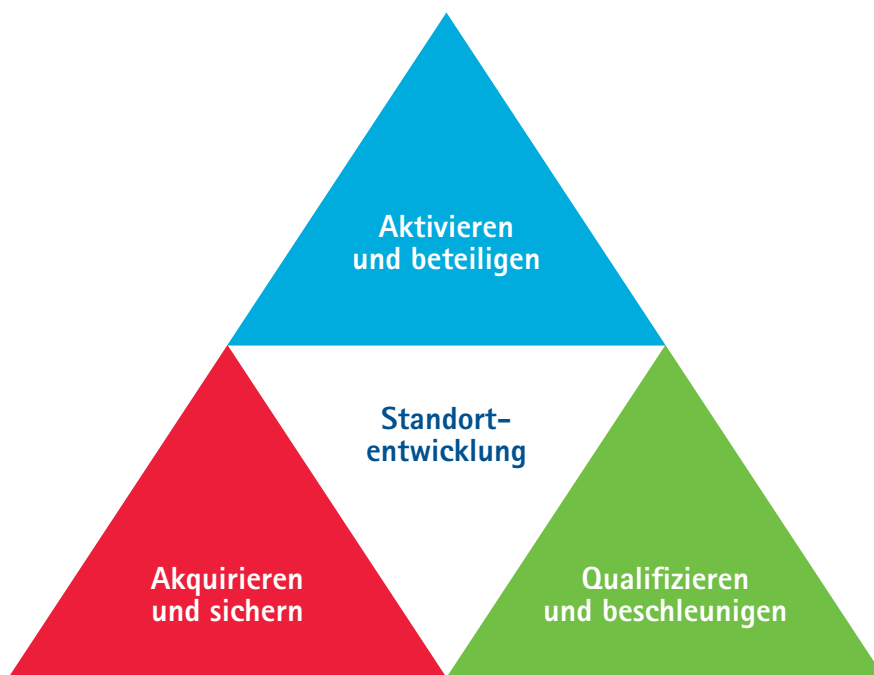 Aktivieren
und beteiligen
Standort-
entwicklung
Akquirieren
und sichern
Qualifizieren
und beschleunigen